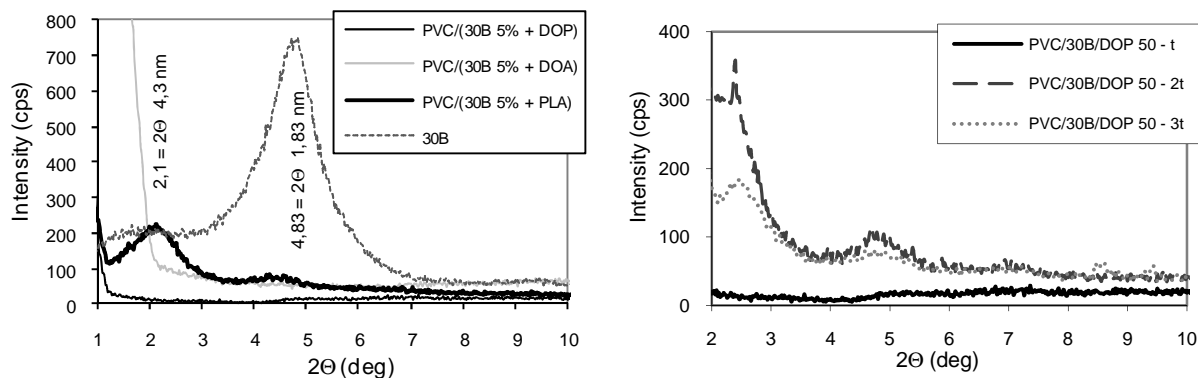 800
700
600
500
400
300
200
100
0
Intensity (cps)
2,1 = 2Θ 4,3 nm
4,83 = 2Θ 1,83 nm
PVC/(30B 5% + DOP)
PVC/(30B 5% + DOA)
PVC/(30B 5% + PLA)
30B
1 2 3 4 5 6 7 8 9 10
2Θ (deg)
400
300
200
100
0
Intensity (cps)
PVC/30B/DOP 50 - t
PVC/30B/DOP 50 - 2t
PVC/30B/DOP 50 - 3t
2 3 4 5 6 7 8 9 10
2Θ (deg)